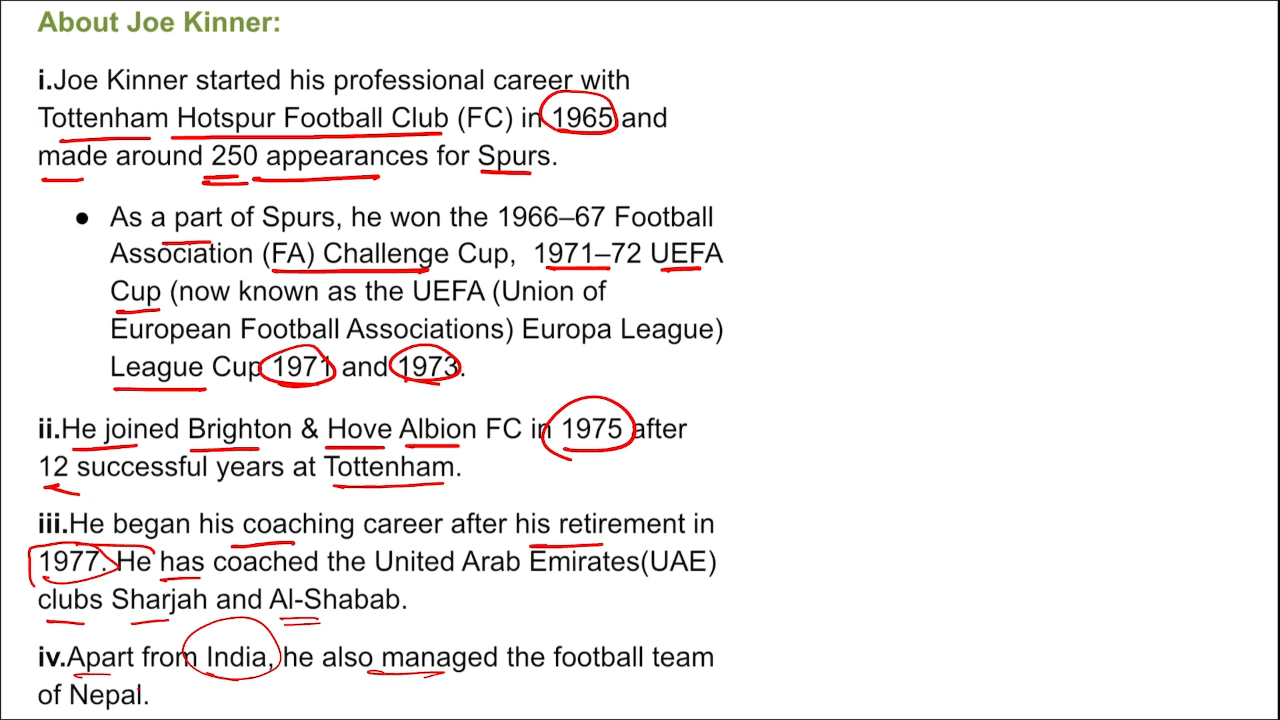 About Joe Kinner:
i.Joe Kinner started his professional career with
Tottenham Hotspur Football Club (FC) in 1965 and
made around 250 appearances for Spurs.
● As a part of Spurs, he won the 1966–67 Football
Association (FA) Challenge Cup, 1971–72 UEFA
Cup (now known as the UEFA (Union of
European Football Associations) Europa League)
League Cup 1971 and 1973.
ii.He joined Brighton & Hove Albion FC in 1975 after
12 successful years at Tottenham.
iii.He began his coaching career after his retirement in
1977. He has coached the United Arab Emirates(UAE)
clubs Sharjah and Al-Shabab.
iv.Apart from India, he also managed the football team
of Nepal.